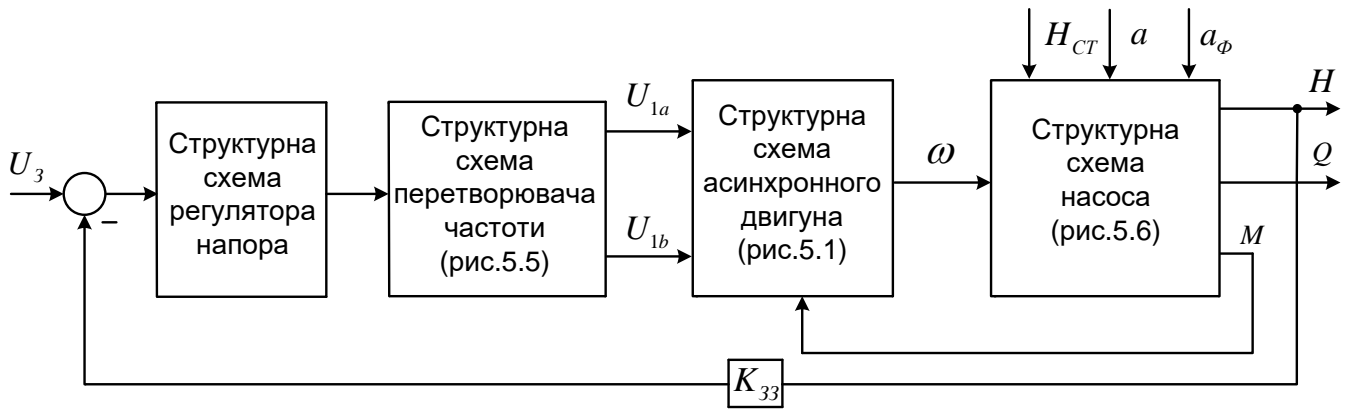 U_З
–
Структурна
схема
регулятора
напора
Структурна
схема
перетворювача
частоти
(рис.5.5)
U_1a
U_1b
Структурна
схема
асинхронного
двигуна
(рис.5.1)
ω
H_СТ
a
a_Ф
Структурна
схема
насоса
(рис.5.6)
H
Q
M
K_ЗЗ